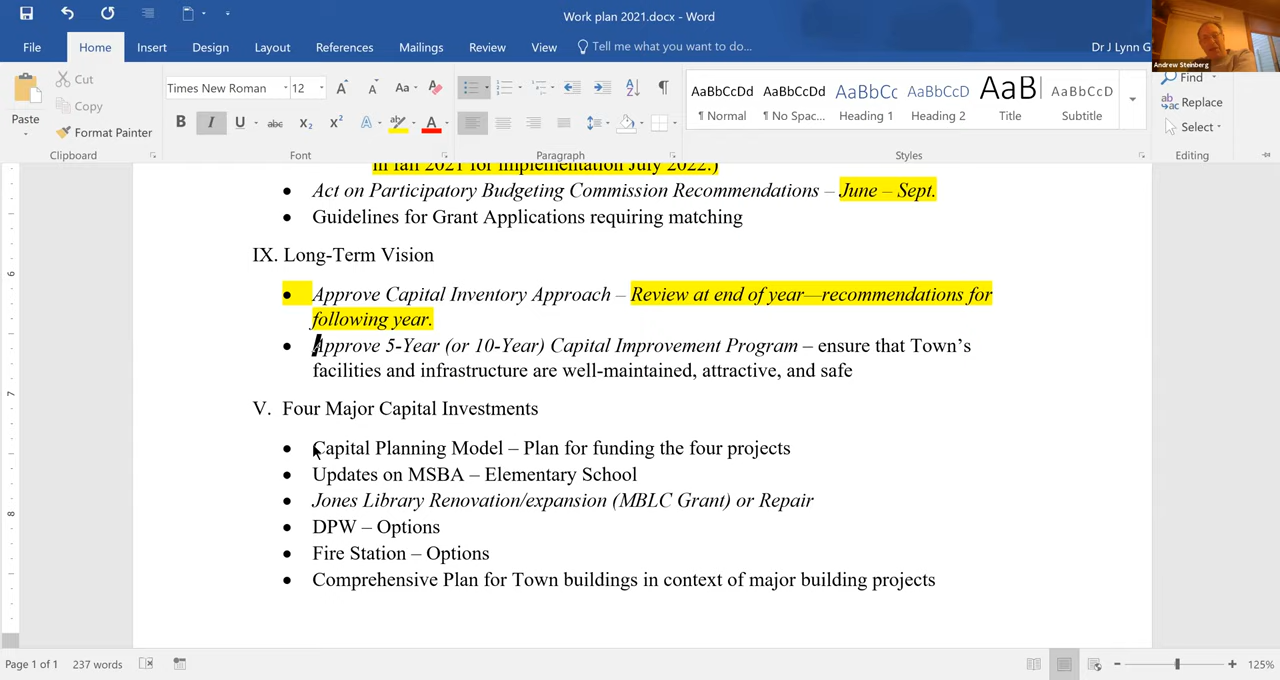 Work plan 2021.docx - Word
File Home Insert Design Layout References Mailings Review View Tell me what you want to do... Dr J Lynn G
Andrew Steinberg
Paste
Cut
Copy
Format Painter
Clipboard
Times New Roman 12
Font
Paragraph
AaBbCcDd AaBbCcDd AaBbCc AaBbCcD AaB AaBbCcD
¶ Normal ¶ No Spac... Heading 1 Heading 2 Title Subtitle
Styles
Find
Replace
Select
Editing
in fall 2021 for implementation July 2022.)
• Act on Participatory Budgeting Commission Recommendations – June – Sept.
• Guidelines for Grant Applications requiring matching
IX. Long-Term Vision
• Approve Capital Inventory Approach – Review at end of year—recommendations for
following year.
• Approve 5-Year (or 10-Year) Capital Improvement Program – ensure that Town's
facilities and infrastructure are well-maintained, attractive, and safe
V. Four Major Capital Investments
• Capital Planning Model – Plan for funding the four projects
• Updates on MSBA – Elementary School
• Jones Library Renovation/expansion (MBLC Grant) or Repair
• DPW – Options
• Fire Station – Options
• Comprehensive Plan for Town buildings in context of major building projects
6
7
8
Page 1 of 1 237 words 125%